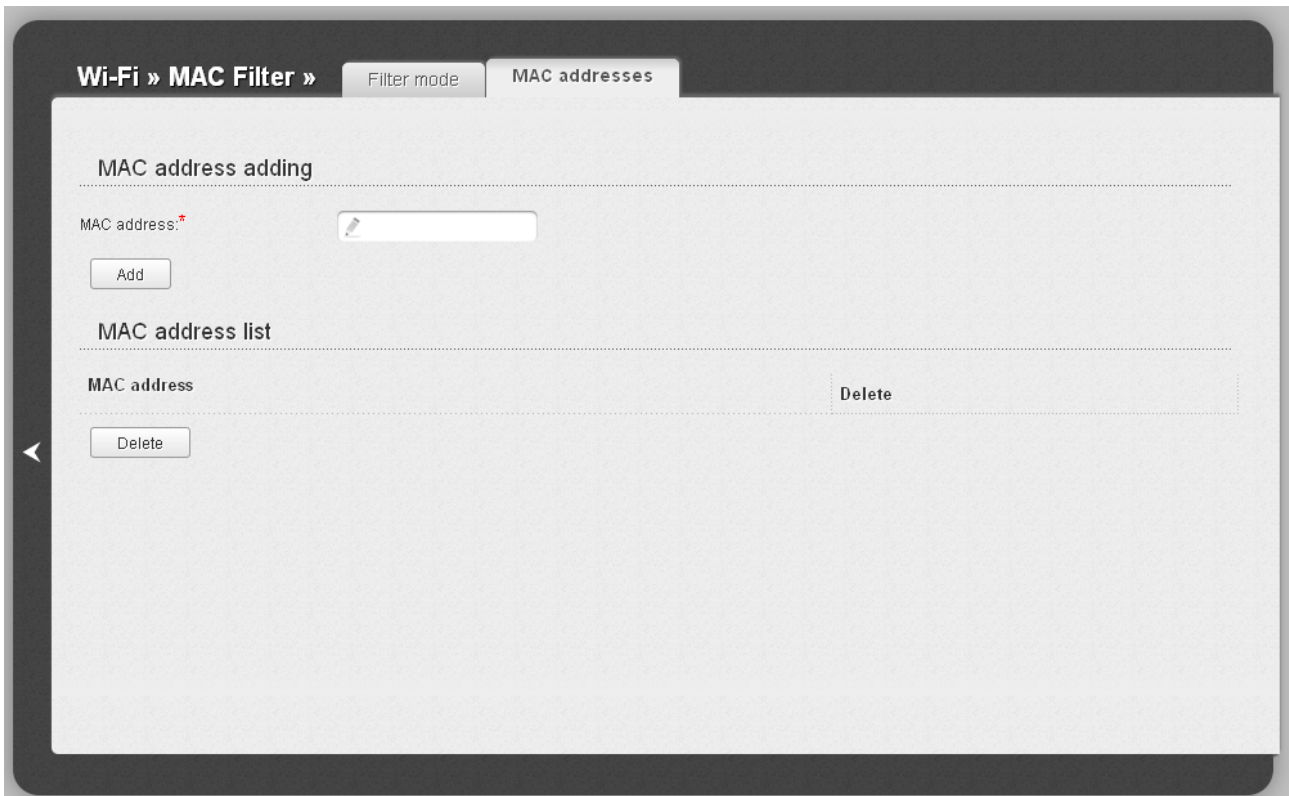 Wi-Fi » MAC Filter » Filter mode MAC addresses
MAC address adding
MAC address:*
Add
MAC address list
MAC address Delete
Delete